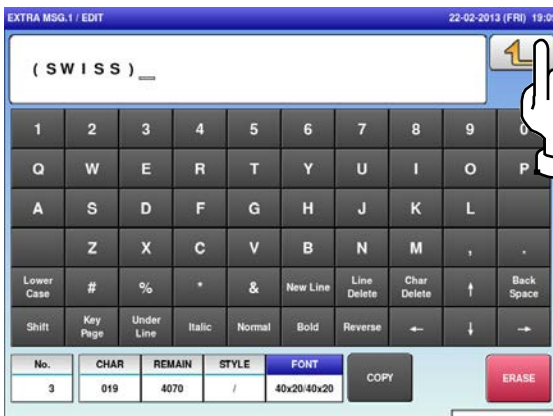 EXTRA MSG.1 / EDIT 22-02-2013 (FRI) 19:0
(SWISS)_
1 2 3 4 5 6 7 8 9 0
Q W E R T Y U I O P
A S D F G H J K L
Z X C V B N M , .
Lower Case # % * & New Line Line Delete Char Delete ↑ Back Space
Shift Key Page Under Line Italic Normal Bold Reverse ← ↓ →
No. CHAR REMAIN STYLE FONT
3 019 4070 / 40x20/40x20
COPY
ERASE